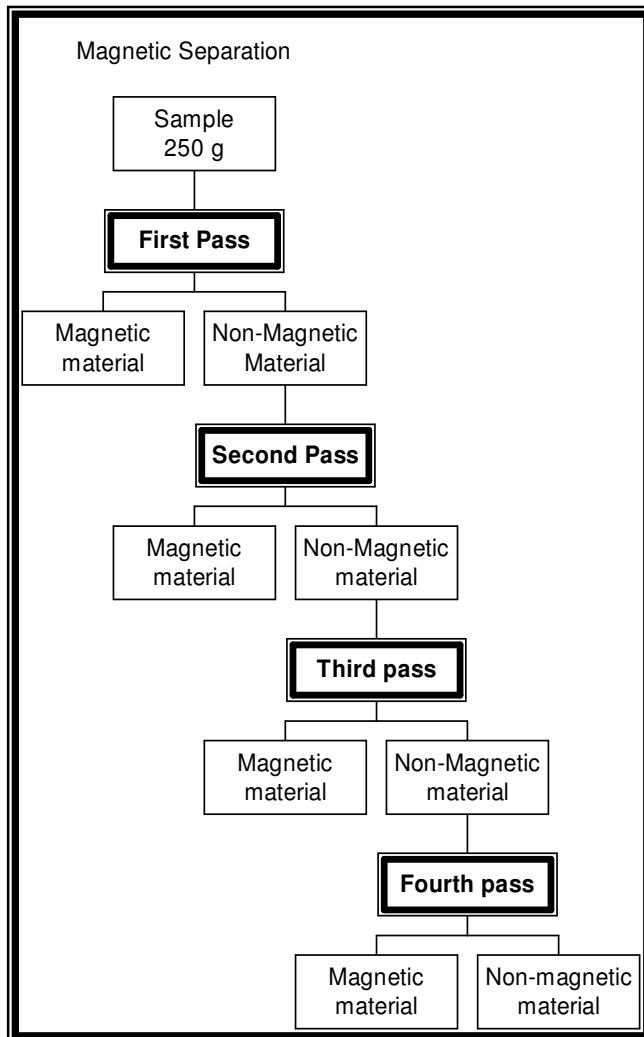 Magnetic Separation
Sample
250 g
First Pass
Magnetic
material
Non-Magnetic
Material
Second Pass
Magnetic
material
Non-Magnetic
material
Third pass
Magnetic
material
Non-Magnetic
material
Fourth pass
Magnetic
material
Non-magnetic
material